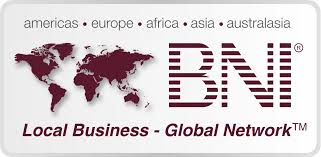 americas • europe • africa • asia • australasia
BNI®
Local Business - Global Network™